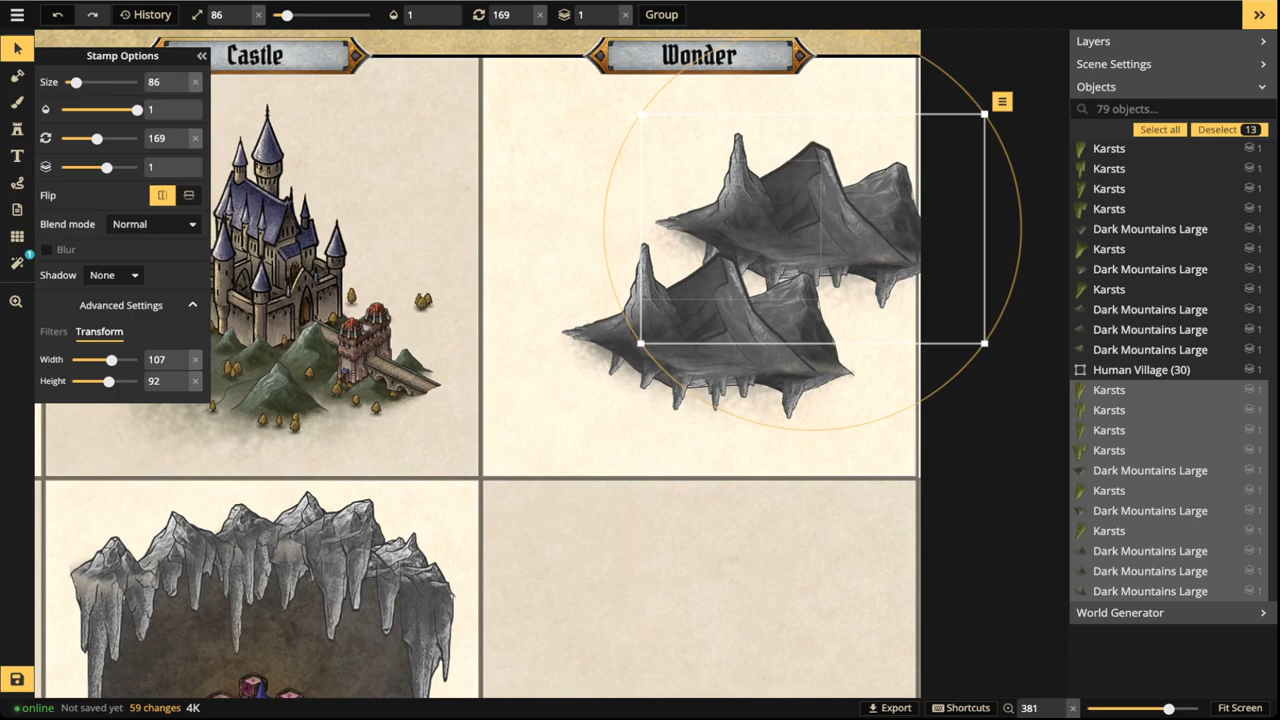 History
86
1
169
1
Group
Stamp Options
Castle
Wonder
Layers
Size
86
Scene Settings
1
Objects
169
79 objects...
1
Select all
Deselect 13
Karsts 1
Karsts 1
Karsts 1
Karsts 1
Flip
Blend mode Normal
Dark Mountains Large 1
Blur
Karsts 1
Shadow None
Dark Mountains Large 1
Karsts 1
Advanced Settings
Dark Mountains Large 1
Filters Transform
Dark Mountains Large 1
Dark Mountains Large 1
Width 107
Human Village (30) 1
Height 92
Karsts 1
Karsts 1
Karsts 1
Karsts 1
Dark Mountains Large 1
Karsts 1
Dark Mountains Large 1
Karsts 1
Dark Mountains Large 1
Dark Mountains Large 1
Dark Mountains Large 1
World Generator
1
online Not saved yet 59 changes 4K
Export
Shortcuts
381
Fit Screen